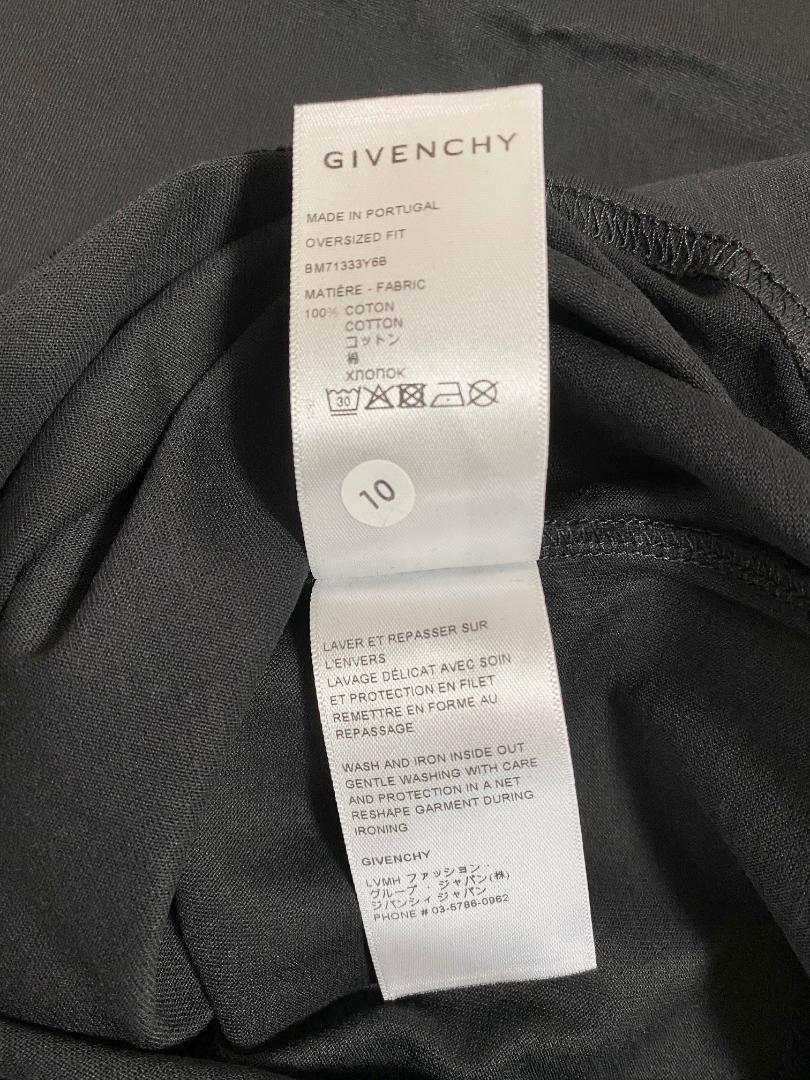 GIVENCHY
MADE IN PORTUGAL
OVERSIZED FIT
BM71333Y6B
MATIÈRE - FABRIC
100% COTON
COTTON
コットン
棉
хлопок
30
10
LAVER ET REPASSER SUR
L'ENVERS
LAVAGE DÉLICAT AVEC SOIN
ET PROTECTION EN FILET
REMETTRE EN FORME AU
REPASSAGE
WASH AND IRON INSIDE OUT
GENTLE WASHING WITH CARE
AND PROTECTION IN A NET
RESHAPE GARMENT DURING
IRONING
GIVENCHY
LVMH ファッション・
グループ・ジャパン(株)
ジバンシィ ジャパン
PHONE # 03-5786-0962